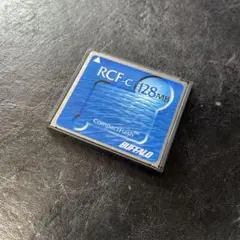 RCF-C 128MB
CompactFlash
BUFFALO